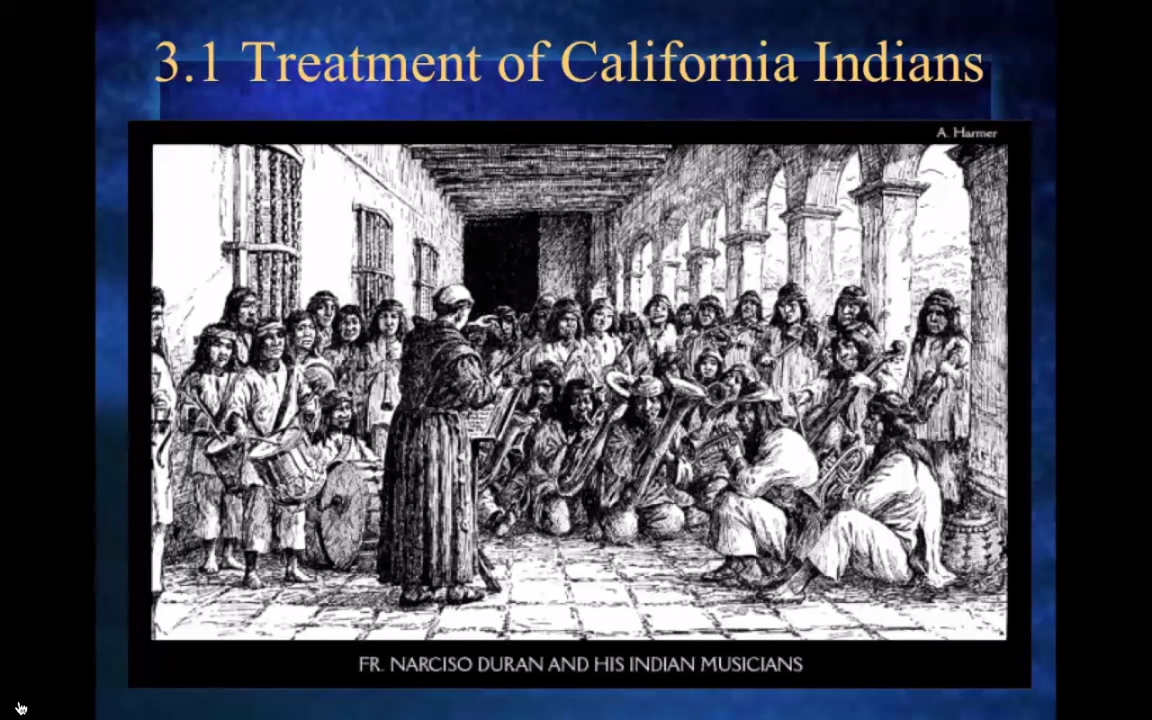 3.1 Treatment of California Indians
A. Harmer
FR. NARCISO DURAN AND HIS INDIAN MUSICIANS